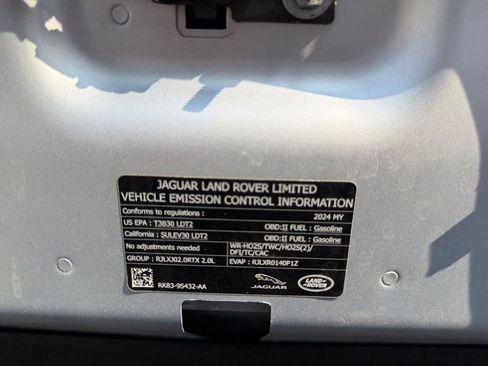 JAGUAR LAND ROVER LIMITED
VEHICLE EMISSION CONTROL INFORMATION
Conforms to regulations: 2024 MY
US EPA : T3B30 LDT2 OBD:II FUEL : Gasoline
California : SULEV30 LDT2 OBD:II FUEL : Gasoline
No adjustments needed WR-HO2S/TWC/HO2S(2)/
DFI/TC/CAC
GROUP : RJLXJ02.0RTX 2.0L EVAP : RJLXR0140P1Z
RK83-9S432-AA JAGUAR LAND ROVER